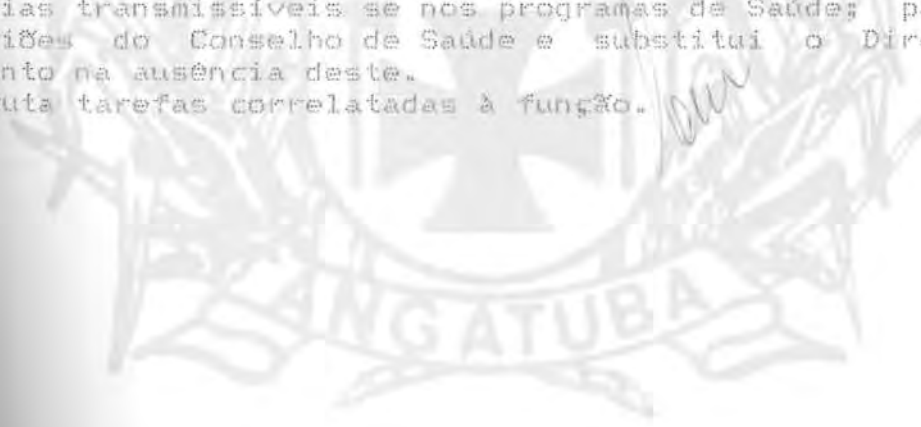 ias transmissíveis se nos programas de Saúde; p
iões do Conselho de Saúde e substitui o Dir
nto na ausência deste.
uta tarefas correlatadas à função.
ANGATUBA